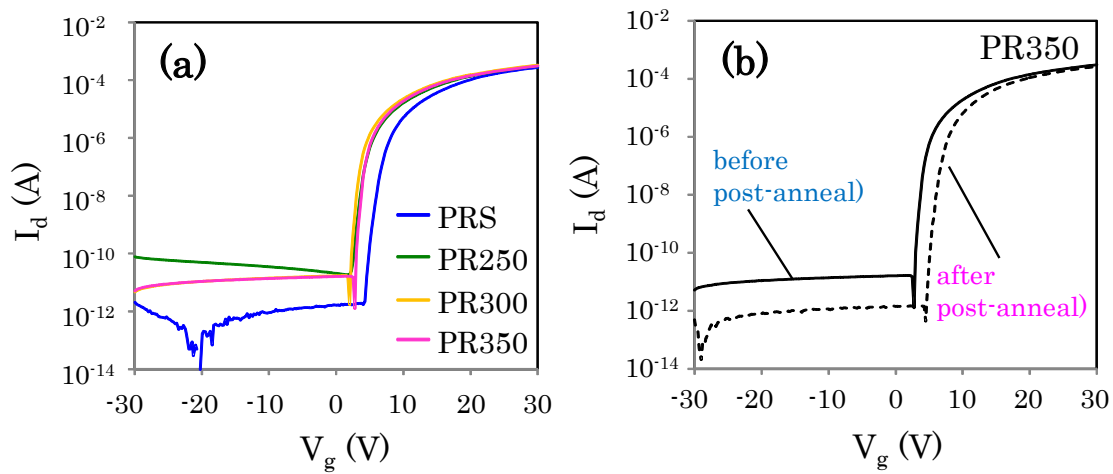 (a)
10⁻²
10⁻⁴
10⁻⁶
10⁻⁸
10⁻¹⁰
10⁻¹²
10⁻¹⁴
I_d (A)
PRS
PR250
PR300
PR350
-30 -20 -10 0 10 20 30
V_g (V)
(b)
PR350
10⁻²
10⁻⁴
10⁻⁶
10⁻⁸
10⁻¹⁰
10⁻¹²
10⁻¹⁴
I_d (A)
before
post-anneal)
after
post-anneal)
-30 -20 -10 0 10 20 30
V_g (V)